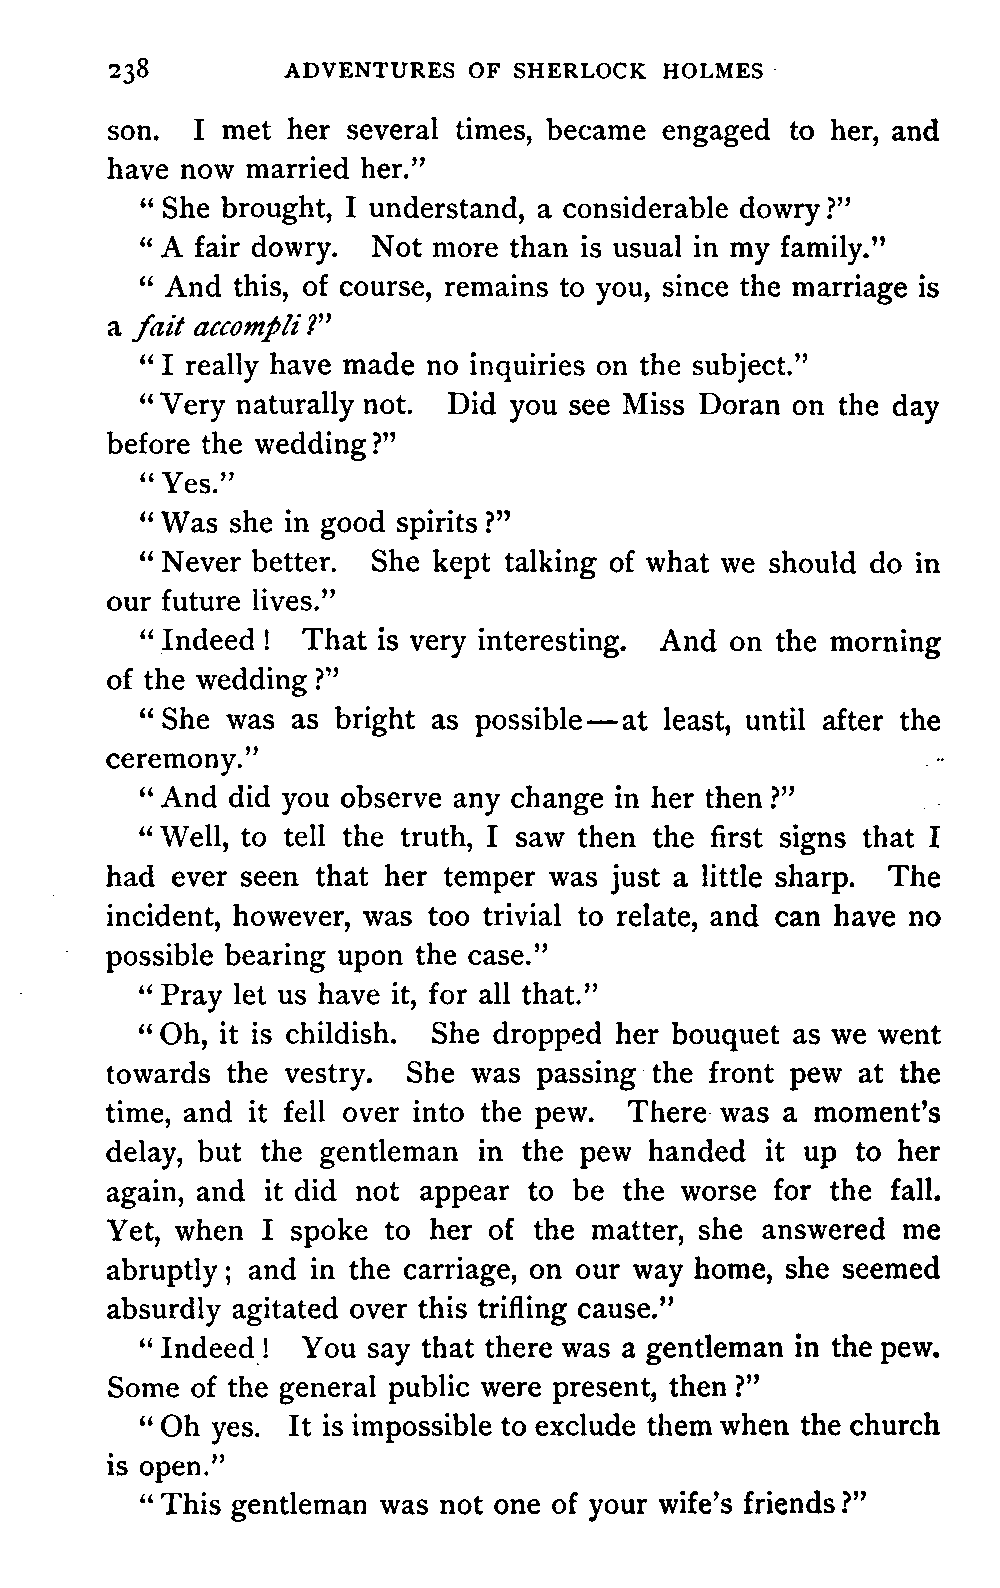 238 ADVENTURES OF SHERLOCK HOLMES
son. I met her several times, became engaged to her, and
have now married her."
"She brought, I understand, a considerable dowry?"
"A fair dowry. Not more than is usual in my family."
"And this, of course, remains to you, since the marriage is
a fait accompli?"
"I really have made no inquiries on the subject."
"Very naturally not. Did you see Miss Doran on the day
before the wedding?"
"Yes."
"Was she in good spirits?"
"Never better. She kept talking of what we should do in
our future lives."
"Indeed! That is very interesting. And on the morning
of the wedding?"
"She was as bright as possible—at least, until after the
ceremony."
"And did you observe any change in her then?"
"Well, to tell the truth, I saw then the first signs that I
had ever seen that her temper was just a little sharp. The
incident, however, was too trivial to relate, and can have no
possible bearing upon the case."
"Pray let us have it, for all that."
"Oh, it is childish. She dropped her bouquet as we went
towards the vestry. She was passing the front pew at the
time, and it fell over into the pew. There was a moment's
delay, but the gentleman in the pew handed it up to her
again, and it did not appear to be the worse for the fall.
Yet, when I spoke to her of the matter, she answered me
abruptly; and in the carriage, on our way home, she seemed
absurdly agitated over this trifling cause."
"Indeed! You say that there was a gentleman in the pew.
Some of the general public were present, then?"
"Oh yes. It is impossible to exclude them when the church
is open."
"This gentleman was not one of your wife's friends?"